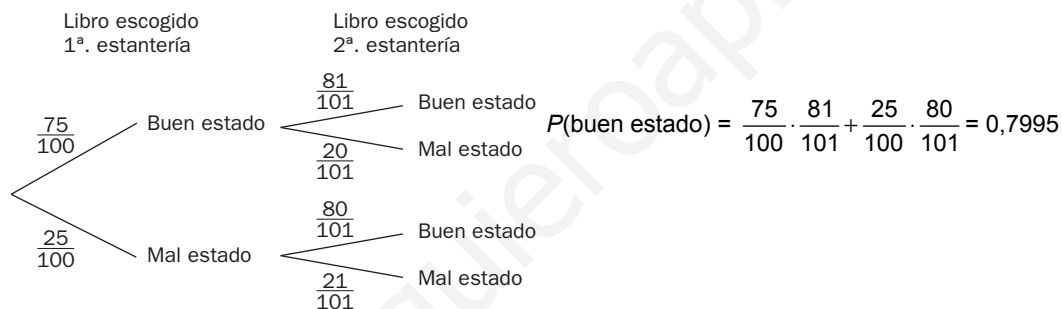 Libro escogido
1ª. estantería
Libro escogido
2ª. estantería
75/100
Buen estado
81/101
Buen estado
20/101
Mal estado
25/100
Mal estado
80/101
Buen estado
21/101
Mal estado
P(buen estado) = 75/100 · 81/101 + 25/100 · 80/101 = 0,7995